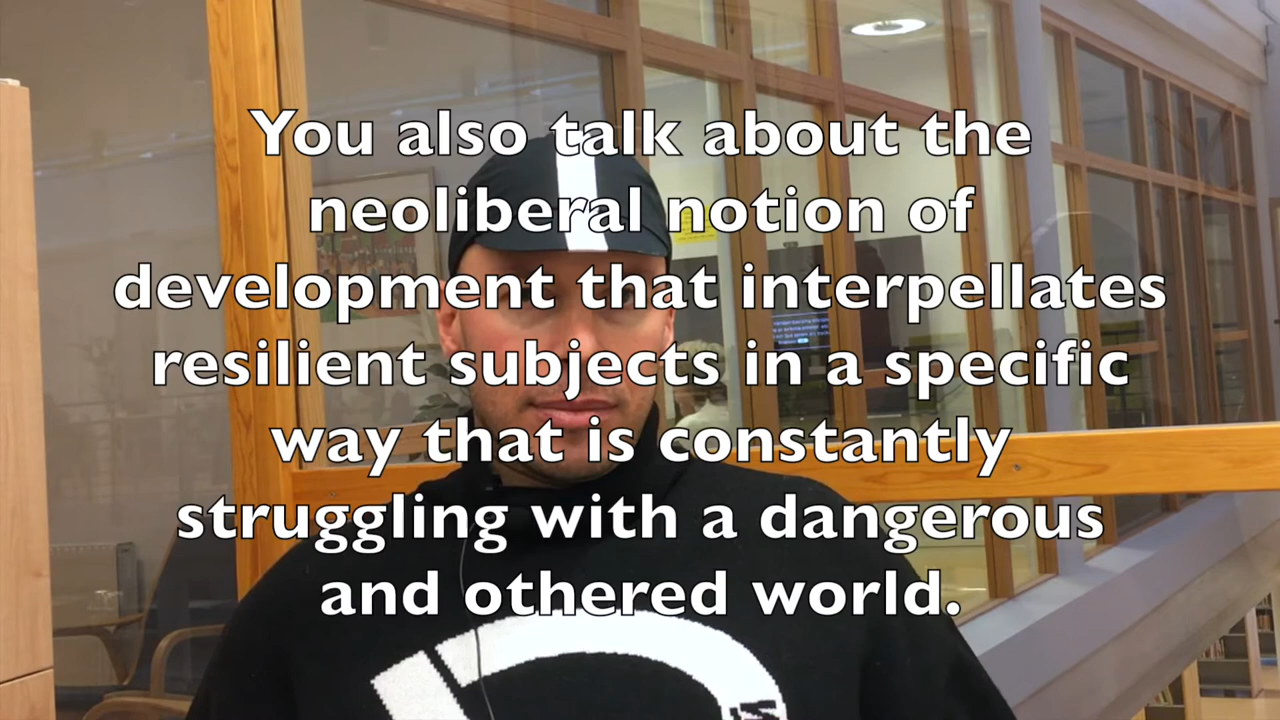 You also talk about the
neoliberal notion of
development that interpellates
resilient subjects in a specific
way that is constantly
struggling with a dangerous
and othered world.